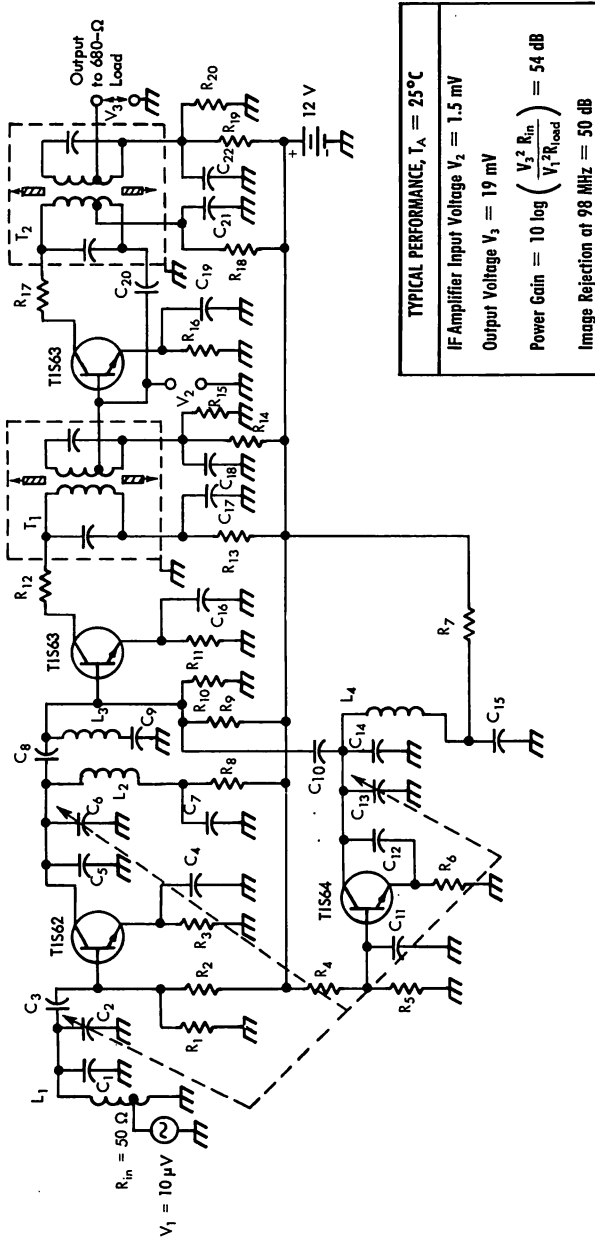 L1
R_in = 50 Ω
V1 = 10 μV
C1
C2
C3
R1
R2
TIS62
R3
C4
C5
C6
L2
C7
R8
C8
L3
C9
R9
R10
TIS63
R11
C16
R12
T1
R13
C17
C18
R14
R15
V2
TIS63
R16
C19
R17
C20
T2
R18
C21
C22
R19
R20
V3
Output
to 680-Ω
Load
+
12 V
R4
R5
C11
TIS64
C12
R6
C13
C14
C10
L4
C15
R7
TYPICAL PERFORMANCE, T_A = 25°C
IF Amplifier Input Voltage V2 = 1.5 mV
Output Voltage V3 = 19 mV
Power Gain = 10 log (V3² R_in / V1² R_load) = 54 dB
Image Rejection at 98 MHz = 50 dB